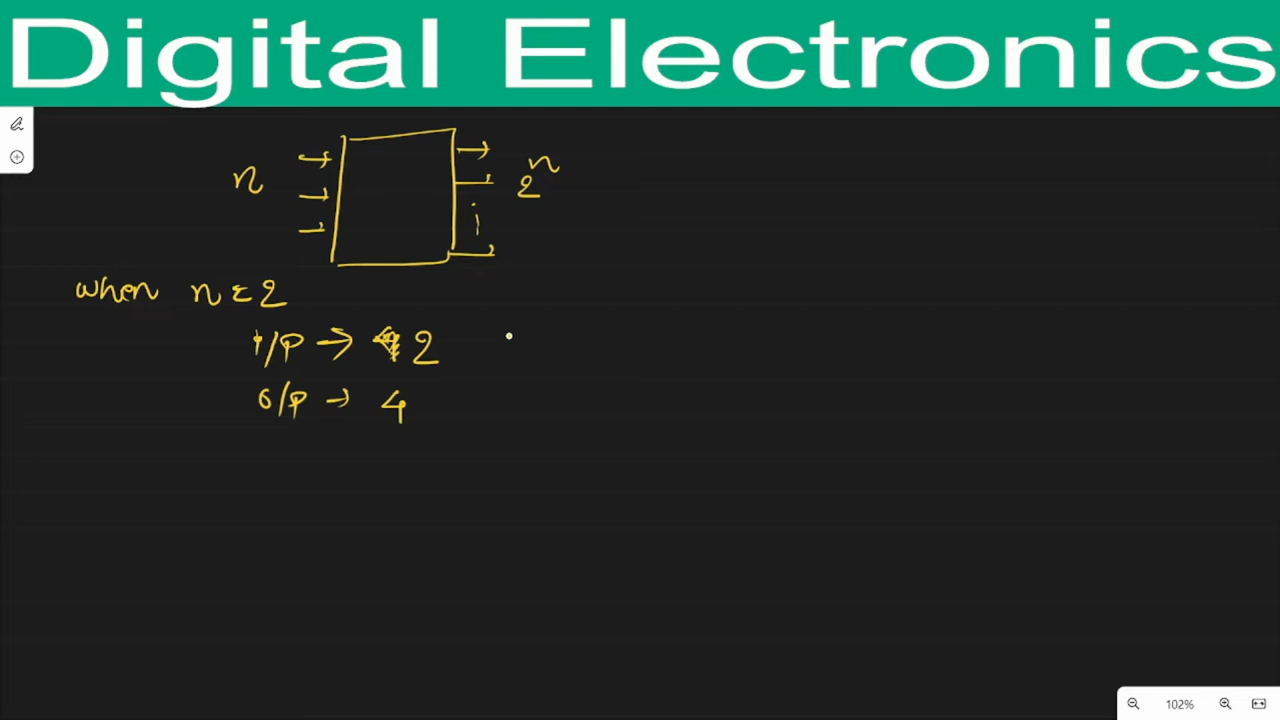 Digital Electronics
n 2^n
when n = 2
i/p → 2
o/p → 4
102%